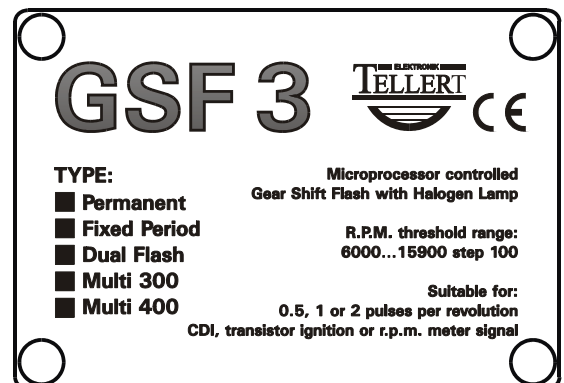 GSF 3
ELEKTRONIK
TELLERT
CE
TYPE:
Permanent
Fixed Period
Dual Flash
Multi 300
Multi 400
Microprocessor controlled
Gear Shift Flash with Halogen Lamp
R.P.M. threshold range:
6000...15900 step 100
Suitable for:
0.5, 1 or 2 pulses per revolution
CDI, transistor ignition or r.p.m. meter signal